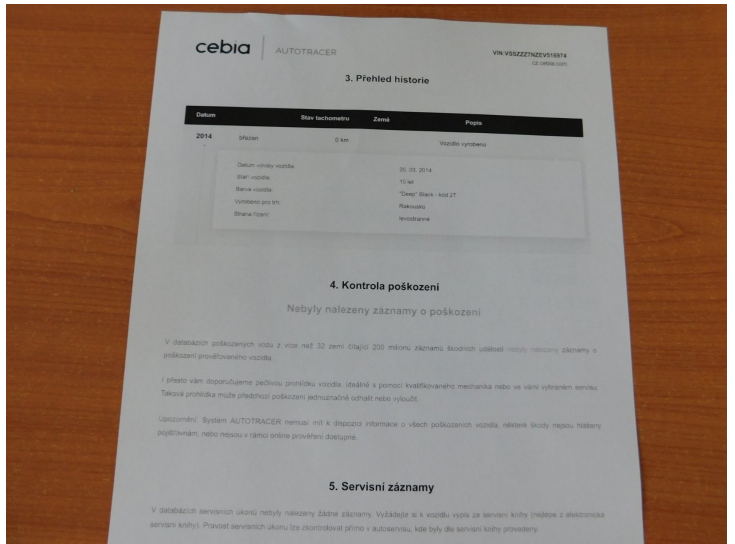 cebia AUTOTRACER
VIN:VSSZZZ7NZEV516974
cz.cebia.com
3. Přehled historie
Datum Stav tachometru Země Popis
2014 březen 0 km Vozidlo vyrobeno
Datum výroby vozidla: 20. 03. 2014
Stáří vozidla: 10 let
Barva vozidla: "Deep" Black - kód 2T
Vyrobeno pro trh: Rakousko
Strana řízení: levostranné
4. Kontrola poškození
Nebyly nalezeny záznamy o poškození
V databázích poškozených vozů z více než 32 zemí čítající 200 milionů záznamů škodních událostí nebyly nalezeny záznamy o
poškození prověřovaného vozidla.
I přesto vám doporučujeme pečlivou prohlídku vozidla, ideálně s pomocí kvalifikovaného mechanika nebo ve vámi vybraném servisu.
Taková prohlídka může předchozí poškození jednoznačně odhalit nebo vyloučit.
Upozornění: Systém AUTOTRACER nemusí mít k dispozici informace o všech poškozeních vozidla, některé škody nejsou hlášeny
pojišťovnám, nebo nejsou v rámci online prověření dostupné.
5. Servisní záznamy
V databázích servisních úkonů nebyly nalezeny žádné záznamy. Vyžádejte si k vozidlu výpis ze servisní knihy (nejlépe z elektronické
servisní knihy). Pravost servisních úkonů lze zkontrolovat přímo v autoservisu, kde byly dle servisní knihy provedeny.